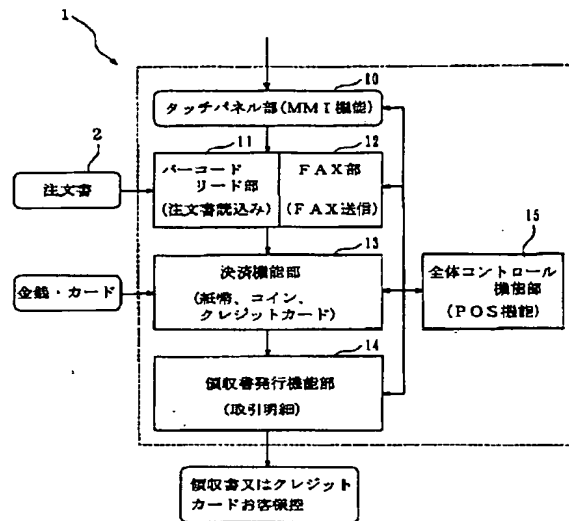 1
10
タッチパネル部(MMI機能)
11
12
2
注文書
バーコード
リード部
(注文書読込み)
FAX部
(FAX送信)
13
15
金銭・カード
決済機能部
(紙幣、コイン、
クレジットカード)
全体コントロール
機能部
(POS機能)
14
領収書発行機能部
(取引明細)
領収書又はクレジット
カードお客様控